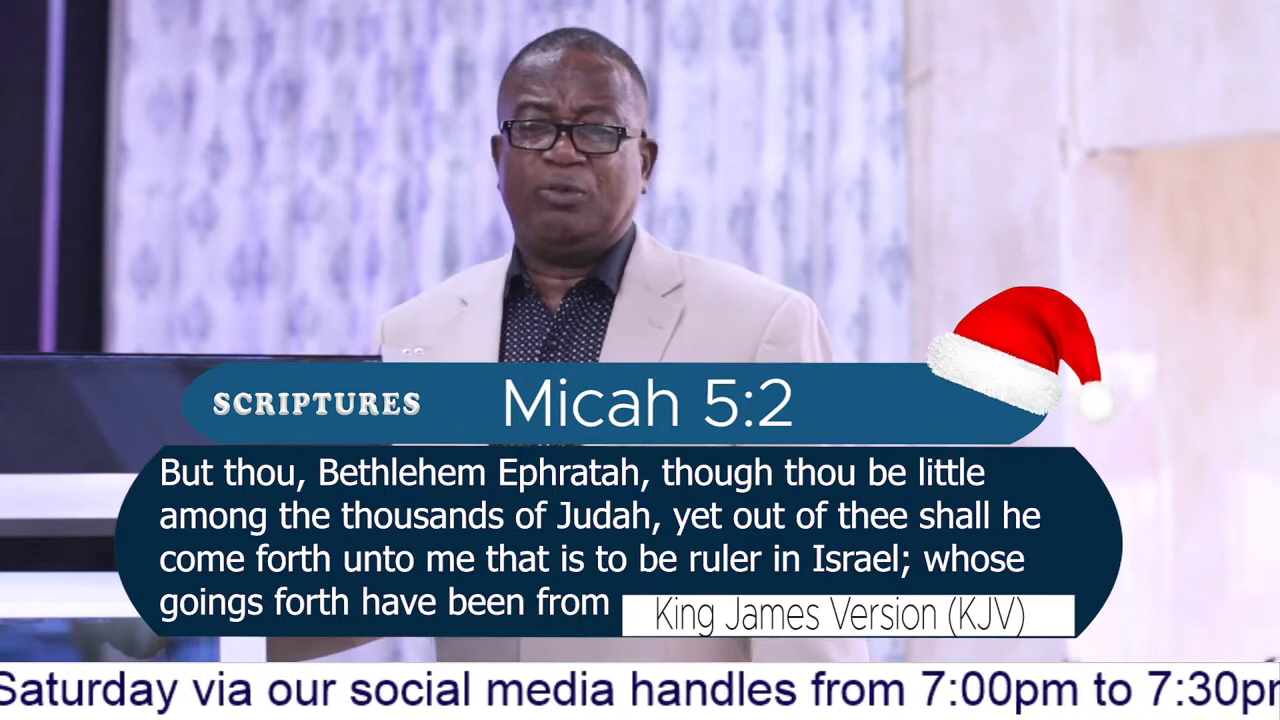 SCRIPTURES
Micah 5:2
But thou, Bethlehem Ephratah, though thou be little
among the thousands of Judah, yet out of thee shall he
come forth unto me that is to be ruler in Israel; whose
goings forth have been from
King James Version (KJV)
Saturday via our social media handles from 7:00pm to 7:30